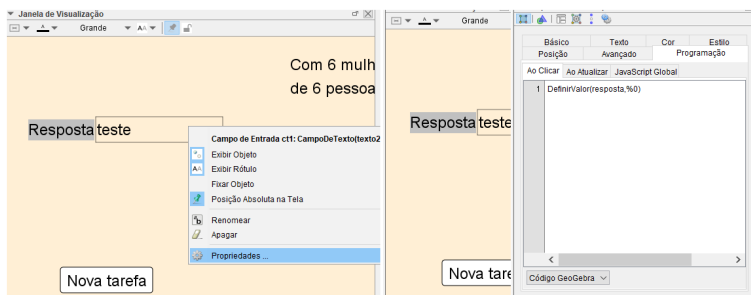 Janela de Visualização
A Grande AA
Com 6 mulh
de 6 pessoa
Resposta teste
Campo de Entrada ct1: CampoDeTexto(texto2
Exibir Objeto
AA Exibir Rótulo
Fixar Objeto
Posição Absoluta na Tela
Renomear
Apagar
Propriedades ...
Nova tarefa
A Grande
Resposta teste
Nova tare
Básico Texto Cor Estilo
Posição Avançado Programação
Ao Clicar Ao Atualizar JavaScript Global
1 DefinirValor(resposta,%0)
Código GeoGebra